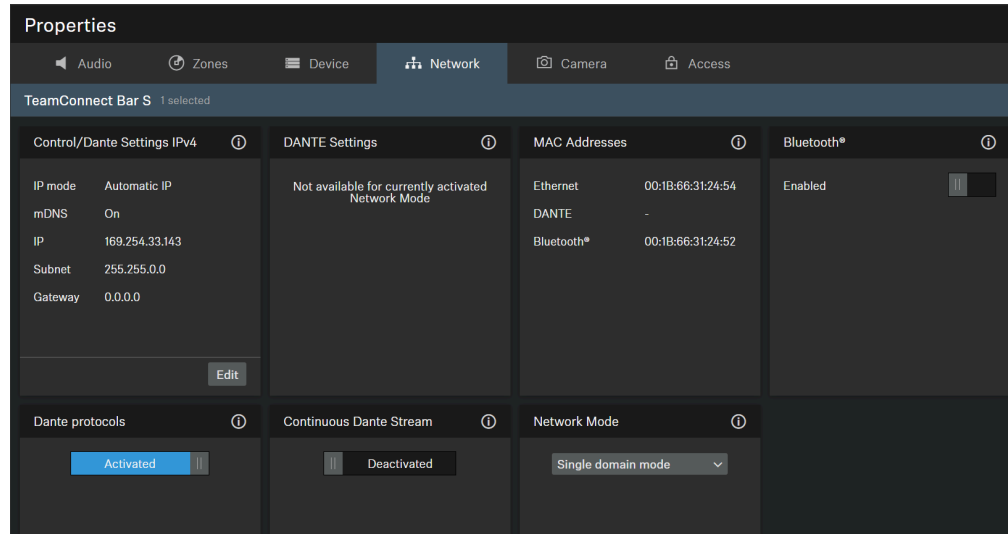 Properties
Audio
Zones
Device
Network
Camera
Access
TeamConnect Bar S 1 selected
Control/Dante Settings IPv4
IP mode Automatic IP
mDNS On
IP 169.254.33.143
Subnet 255.255.0.0
Gateway 0.0.0.0
Edit
DANTE Settings
Not available for currently activated
Network Mode
MAC Addresses
Ethernet 00:1B:66:31:24:54
DANTE -
Bluetooth® 00:1B:66:31:24:52
Bluetooth®
Enabled
Dante protocols
Activated
Continuous Dante Stream
Deactivated
Network Mode
Single domain mode